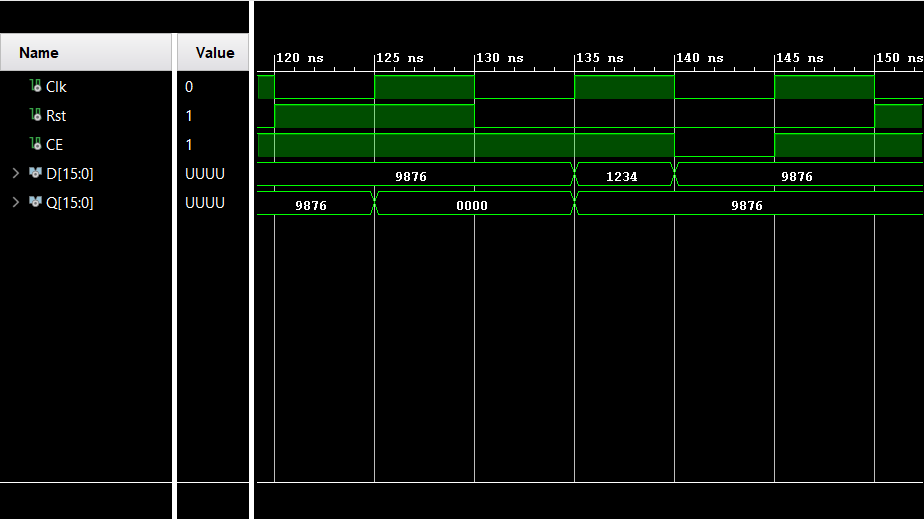 Name Value 120 ns 125 ns 130 ns 135 ns 140 ns 145 ns 150 ns
Clk 0
Rst 1
CE 1
D[15:0] UUUU 9876 1234 9876
Q[15:0] UUUU 9876 0000 9876